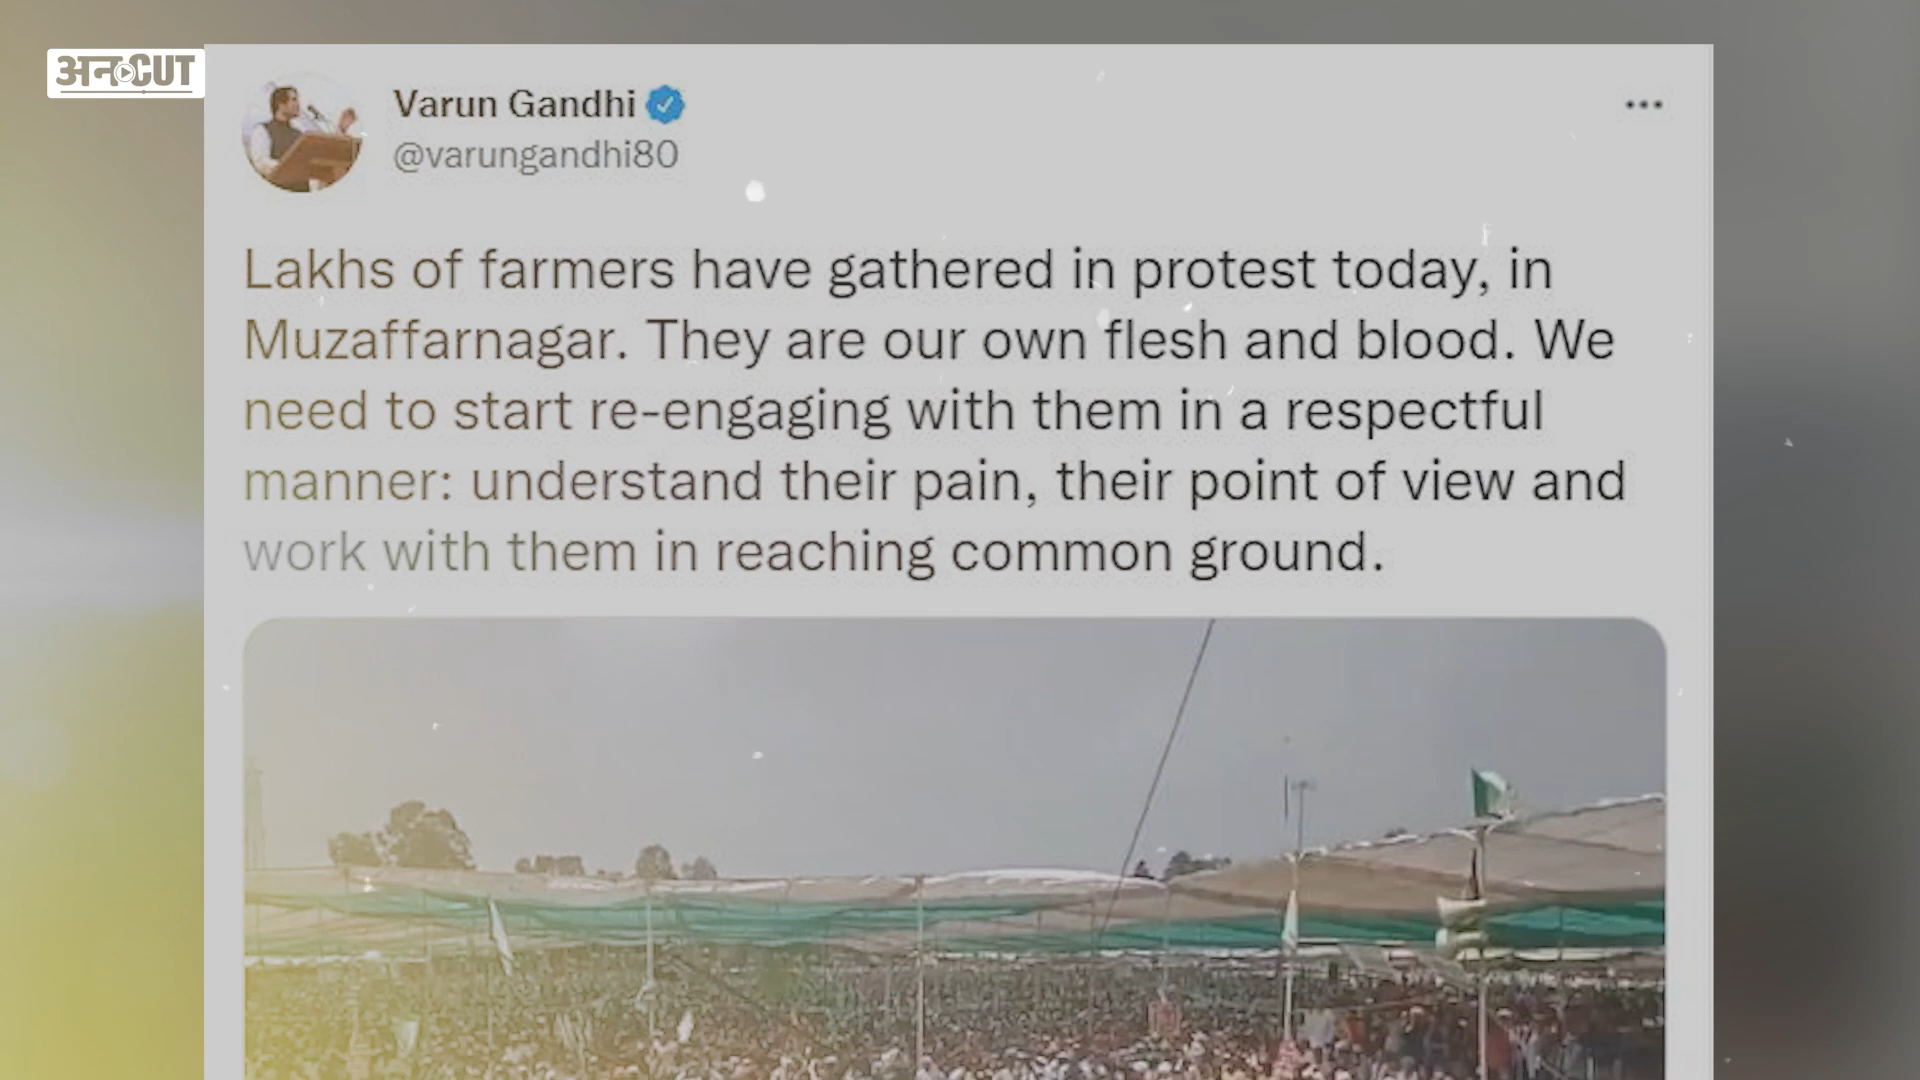 अनCUT
Varun Gandhi
@varungandhi80
Lakhs of farmers have gathered in protest today, in
Muzaffarnagar. They are our own flesh and blood. We
need to start re-engaging with them in a respectful
manner: understand their pain, their point of view and
work with them in reaching common ground.